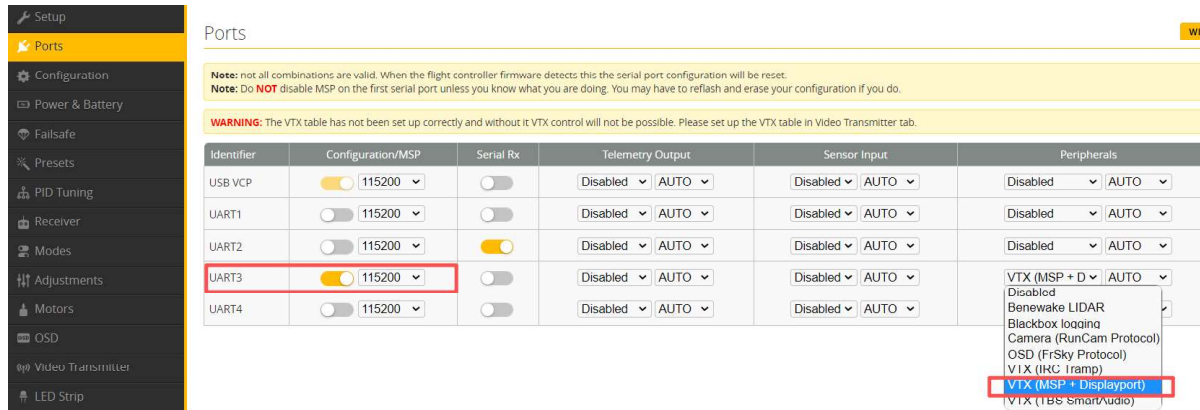 Setup
Ports
Configuration
Power & Battery
Failsafe
Presets
PID Tuning
Receiver
Modes
Adjustments
Motors
OSD
Video Transmitter
LED Strip
Ports
Note: not all combinations are valid. When the flight controller firmware detects this the serial port configuration will be reset.
Note: Do NOT disable MSP on the first serial port unless you know what you are doing. You may have to reflash and erase your configuration if you do.
WARNING: The VTX table has not been set up correctly and without it VTX control will not be possible. Please set up the VTX table in Video Transmitter tab.
Identifier Configuration/MSP Serial Rx Telemetry Output Sensor Input Peripherals
USB VCP 115200 Disabled AUTO Disabled AUTO Disabled AUTO
UART1 115200 Disabled AUTO Disabled AUTO Disabled AUTO
UART2 115200 Disabled AUTO Disabled AUTO Disabled AUTO
UART3 115200 Disabled AUTO Disabled AUTO VTX (MSP + D AUTO
UART4 115200 Disabled AUTO Disabled AUTO
Disabled
Benewake LIDAR
Blackbox logging
Camera (RunCam Protocol)
OSD (FrSky Protocol)
VTX (IRC Tramp)
VTX (MSP + Displayport)
VTX (TBS SmartAudio)